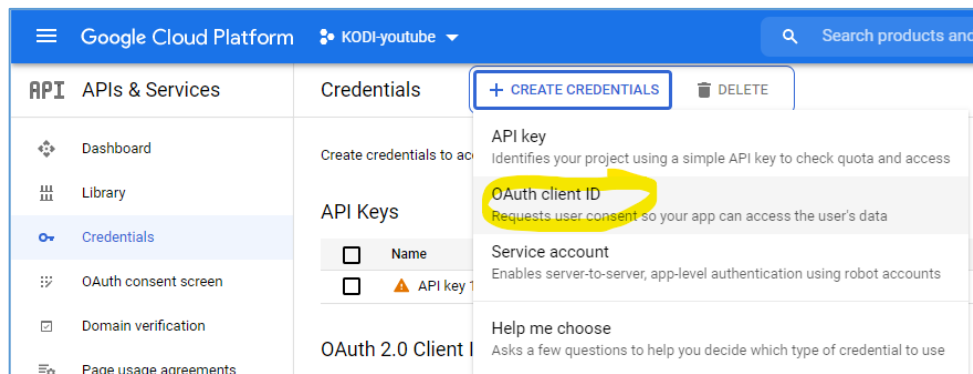 Google Cloud Platform
KODI-youtube
Search products and
API
APIs & Services
Credentials
+ CREATE CREDENTIALS
DELETE
Dashboard
Library
Credentials
OAuth consent screen
Domain verification
Page usage agreements
Create credentials to ac
API Keys
Name
API key 1
OAuth 2.0 Client I
API key
Identifies your project using a simple API key to check quota and access
OAuth client ID
Requests user consent so your app can access the user's data
Service account
Enables server-to-server, app-level authentication using robot accounts
Help me choose
Asks a few questions to help you decide which type of credential to use